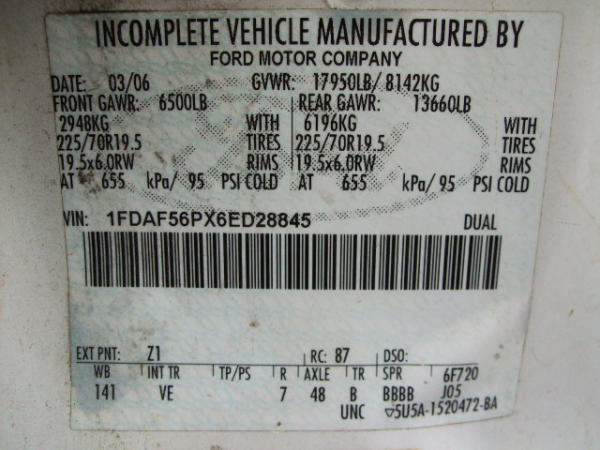 INCOMPLETE VEHICLE MANUFACTURED BY
FORD MOTOR COMPANY
DATE: 03/06 GVWR: 17950LB/ 8142KG
FRONT GAWR: 6500LB REAR GAWR: 13660LB
2948KG WITH 6196KG WITH
225/70R19.5 TIRES 225/70R19.5 TIRES
19.5x6.0RW RIMS 19.5x6.0RW RIMS
AT 655 kPa/ 95 PSI COLD AT 655 kPa/ 95 PSI COLD
VIN: 1FDAF56PX6ED28845 DUAL
EXT PNT: Z1 RC: 87 DSO:
WB INT TR TP/PS R AXLE TR SPR 6F720
141 VE 7 48 B BBBB J05
UNC ▽5U5A-1520472-BA